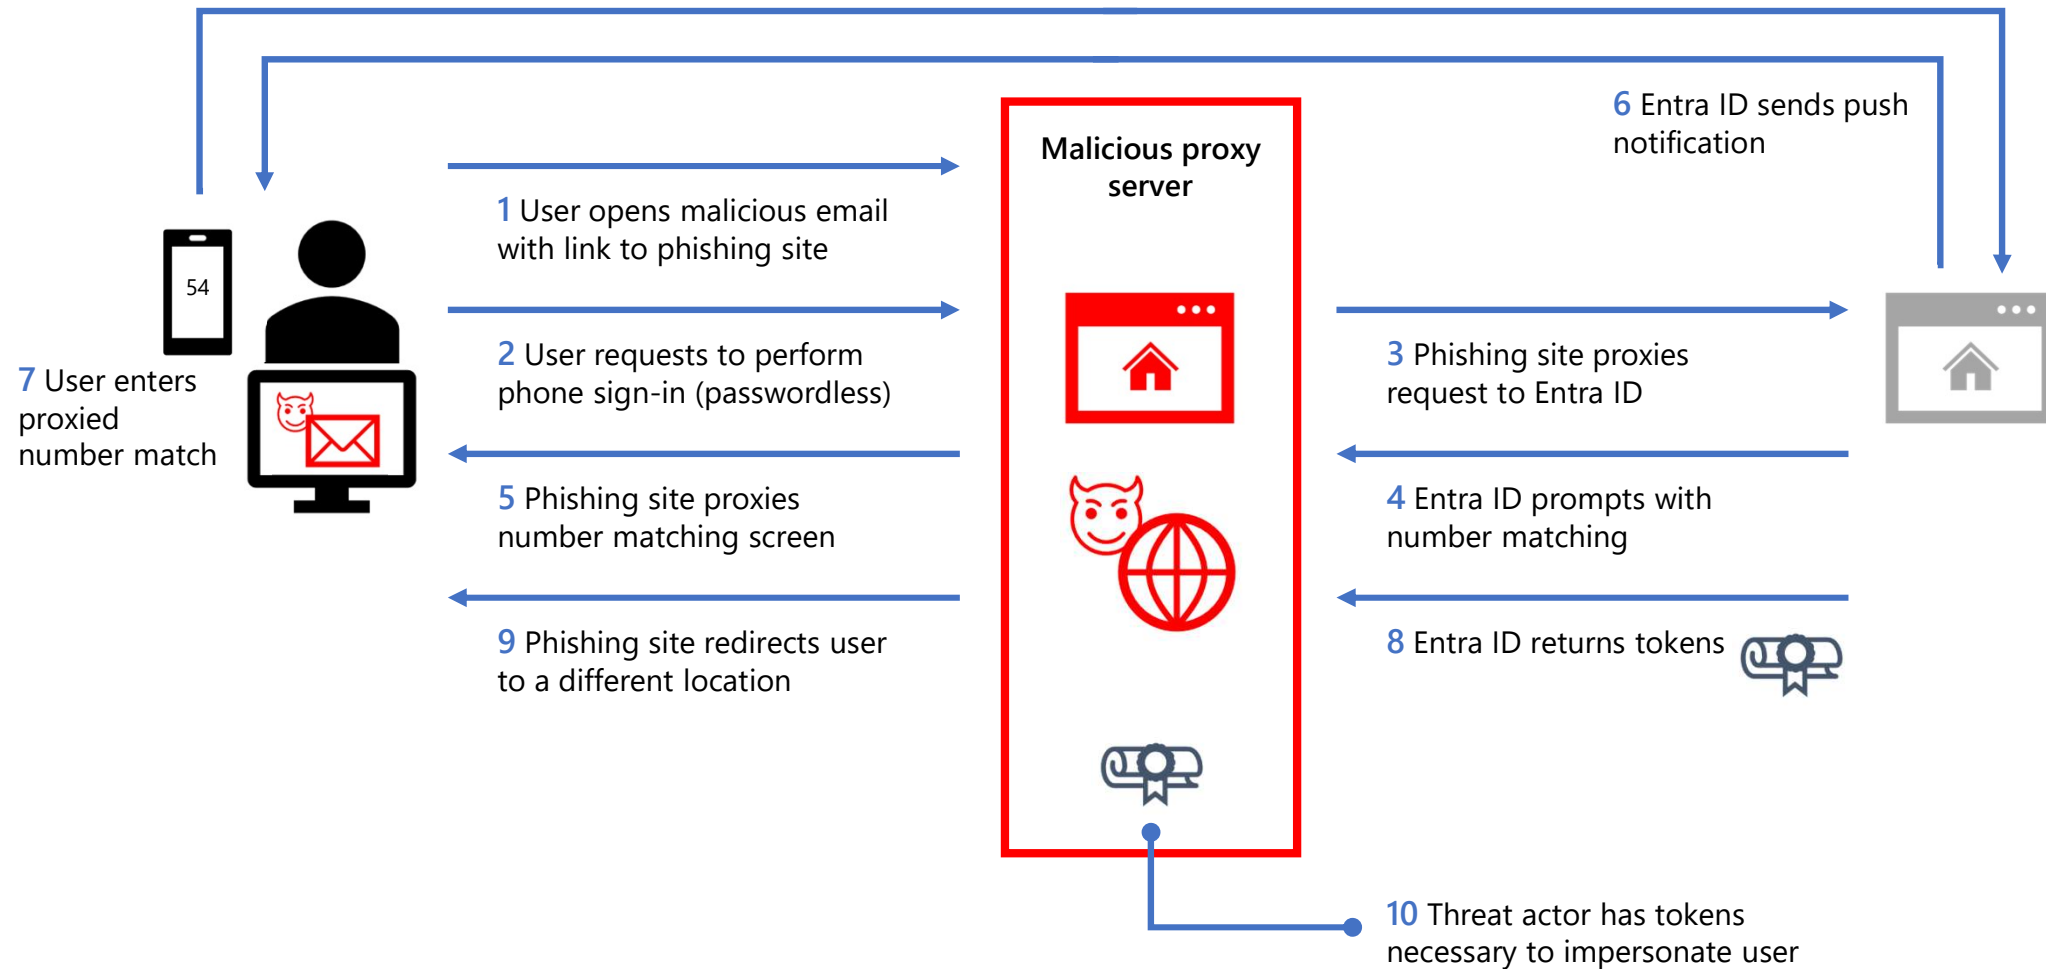 6 Entra ID sends push
notification
Malicious proxy
server
1 User opens malicious email
with link to phishing site
54
2 User requests to perform
phone sign-in (passwordless)
3 Phishing site proxies
request to Entra ID
7 User enters
proxied
number match
5 Phishing site proxies
number matching screen
4 Entra ID prompts with
number matching
9 Phishing site redirects user
to a different location
8 Entra ID returns tokens
10 Threat actor has tokens
necessary to impersonate user